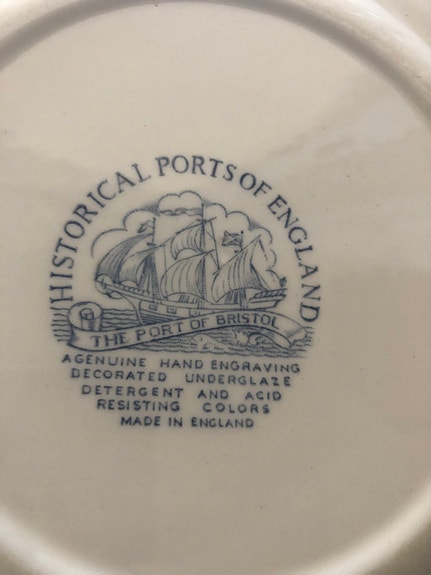 HISTORICAL PORTS OF ENGLAND
THE PORT OF BRISTOL
A GENUINE HAND ENGRAVING
DECORATED UNDERGLAZE
DETERGENT AND ACID
RESISTING COLORS
MADE IN ENGLAND